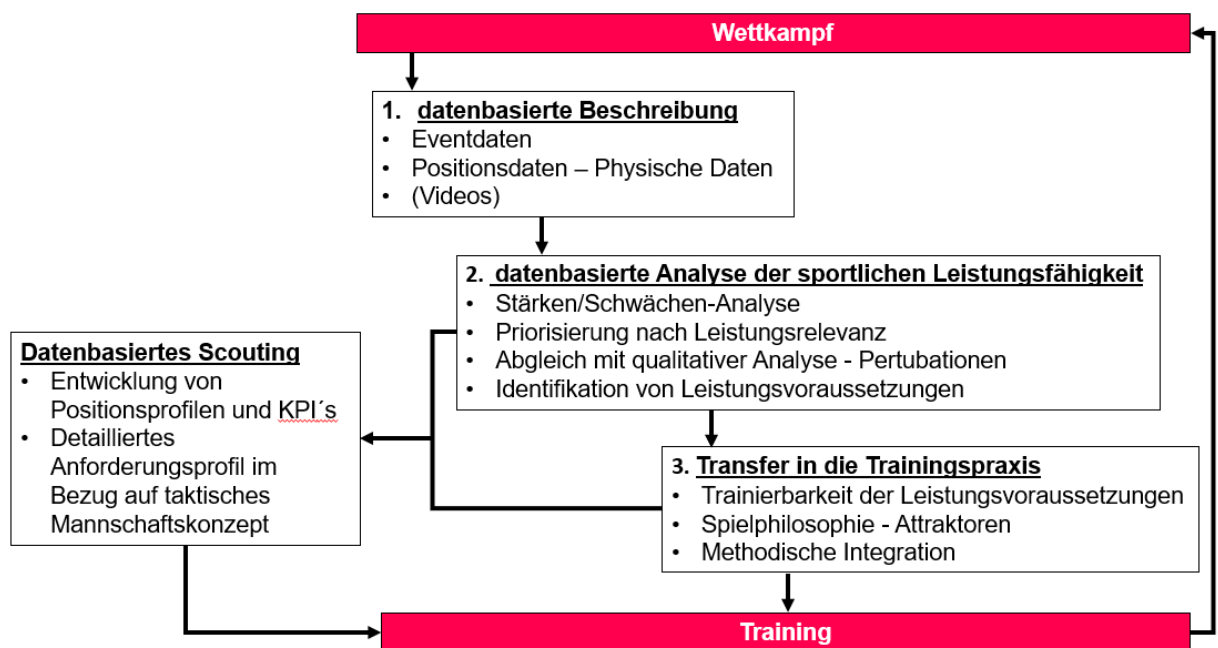 Wettkampf
1. datenbasierte Beschreibung
• Eventdaten
• Positionsdaten – Physische Daten
• (Videos)
2. datenbasierte Analyse der sportlichen Leistungsfähigkeit
• Stärken/Schwächen-Analyse
• Priorisierung nach Leistungsrelevanz
• Abgleich mit qualitativer Analyse - Pertubationen
• Identifikation von Leistungsvoraussetzungen
Datenbasiertes Scouting
• Entwicklung von
Positionsprofilen und KPI´s
• Detailliertes
Anforderungsprofil im
Bezug auf taktisches
Mannschaftskonzept
3. Transfer in die Trainingspraxis
• Trainierbarkeit der Leistungsvoraussetzungen
• Spielphilosophie - Attraktoren
• Methodische Integration
Training